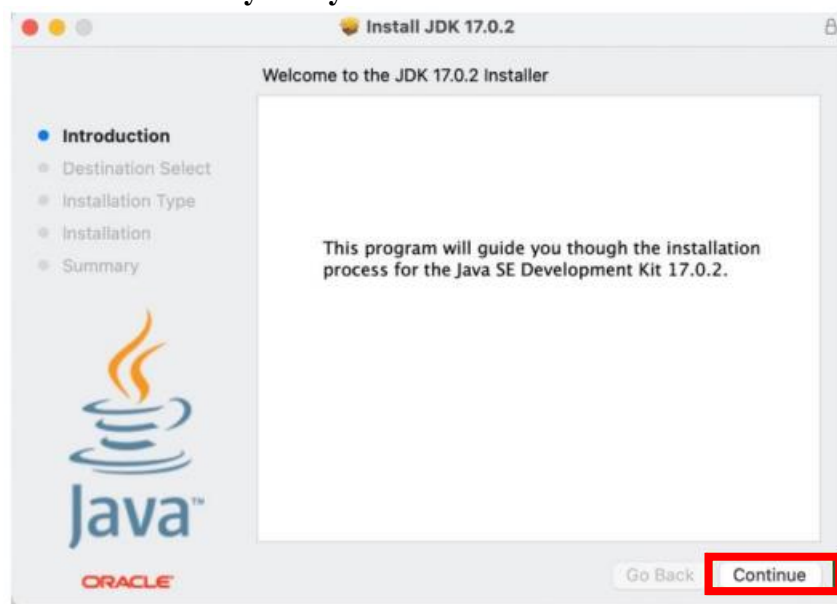 Install JDK 17.0.2
Welcome to the JDK 17.0.2 Installer
Introduction
Destination Select
Installation Type
Installation
Summary
This program will guide you though the installation
process for the Java SE Development Kit 17.0.2.
Java™
ORACLE
Go Back Continue